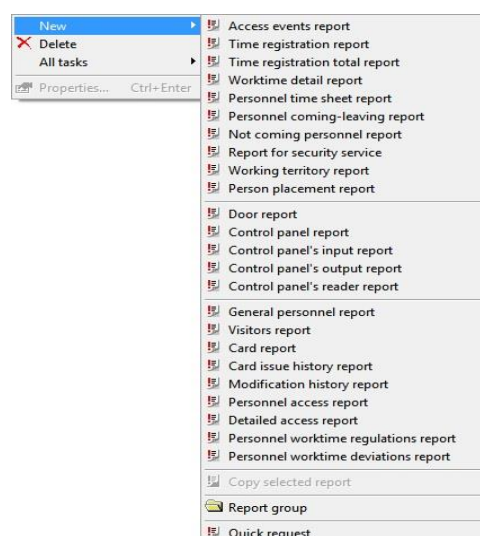 New
Delete
All tasks
Properties... Ctrl+Enter
Access events report
Time registration report
Time registration total report
Worktime detail report
Personnel time sheet report
Personnel coming-leaving report
Not coming personnel report
Report for security service
Working territory report
Person placement report
Door report
Control panel report
Control panel's input report
Control panel's output report
Control panel's reader report
General personnel report
Visitors report
Card report
Card issue history report
Modification history report
Personnel access report
Detailed access report
Personnel worktime regulations report
Personnel worktime deviations report
Copy selected report
Report group
Quick request